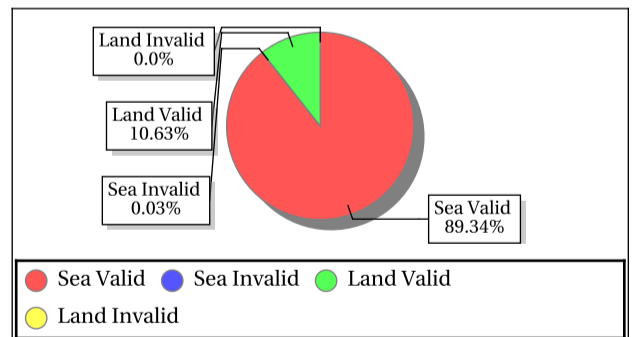 Land Invalid
0.0%
Land Valid
10.63%
Sea Invalid
0.03%
Sea Valid
89.34%
Sea Valid Sea Invalid Land Valid
Land Invalid